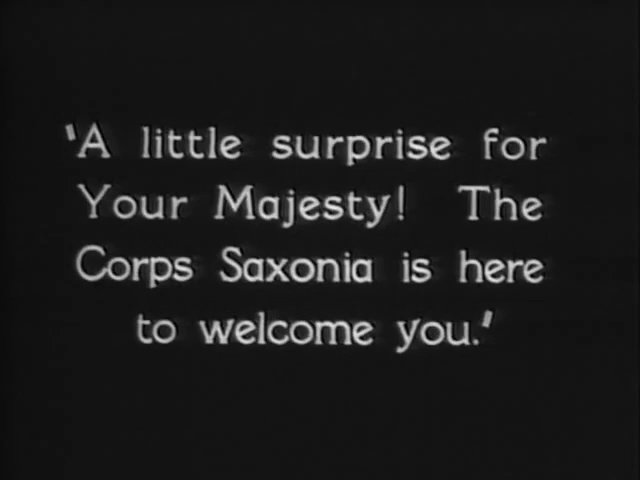 'A little surprise for
Your Majesty! The
Corps Saxonia is here
to welcome you.'